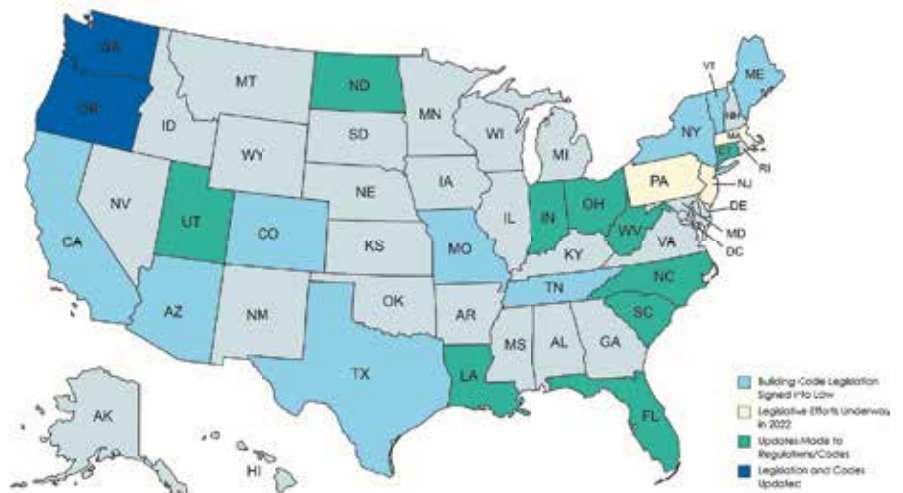 WA
OR
CA
NV
ID
MT
WY
UT
AZ
CO
NM
ND
SD
NE
KS
OK
TX
MN
IA
MO
AR
LA
WI
IL
MS
MI
IN
KY
TN
AL
OH
WV
VA
NC
SC
GA
FL
PA
NY
VT
NH
ME
MA
CT
RI
NJ
DE
MD
DC
AK
HI
Building Code Legislation
Signed into Law
Legislative Efforts Underway
in 2022
Updates Made to
Regulations/Codes
Legislation and Codes
Updated